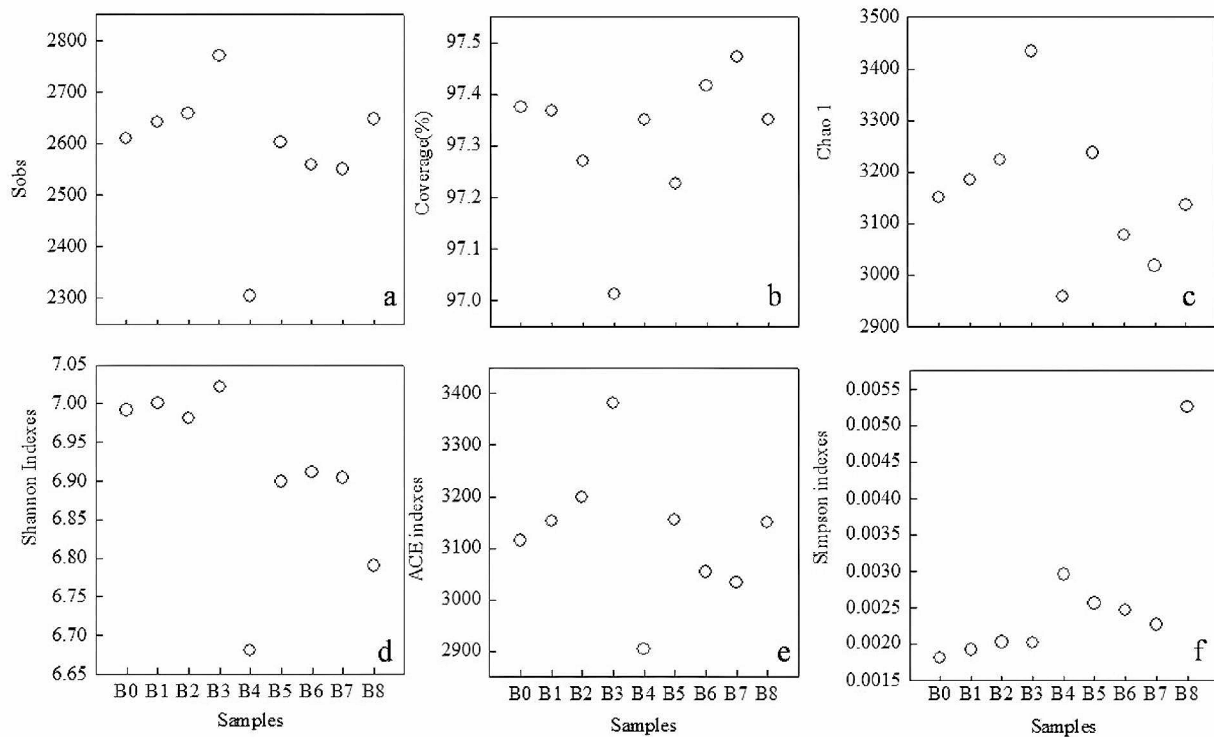 Sobs
2800
2700
2600
2500
2400
2300
a
Coverage(%)
97.5
97.4
97.3
97.2
97.1
97.0
b
Chao 1
3500
3400
3300
3200
3100
3000
2900
c
Shannon Indexes
7.05
7.00
6.95
6.90
6.85
6.80
6.75
6.70
6.65
d
B0 B1 B2 B3 B4 B5 B6 B7 B8
Samples
ACE indexes
3400
3300
3200
3100
3000
2900
e
B0 B1 B2 B3 B4 B5 B6 B7 B8
Samples
Simpson indexes
0.0055
0.0050
0.0045
0.0040
0.0035
0.0030
0.0025
0.0020
0.0015
f
B0 B1 B2 B3 B4 B5 B6 B7 B8
Samples